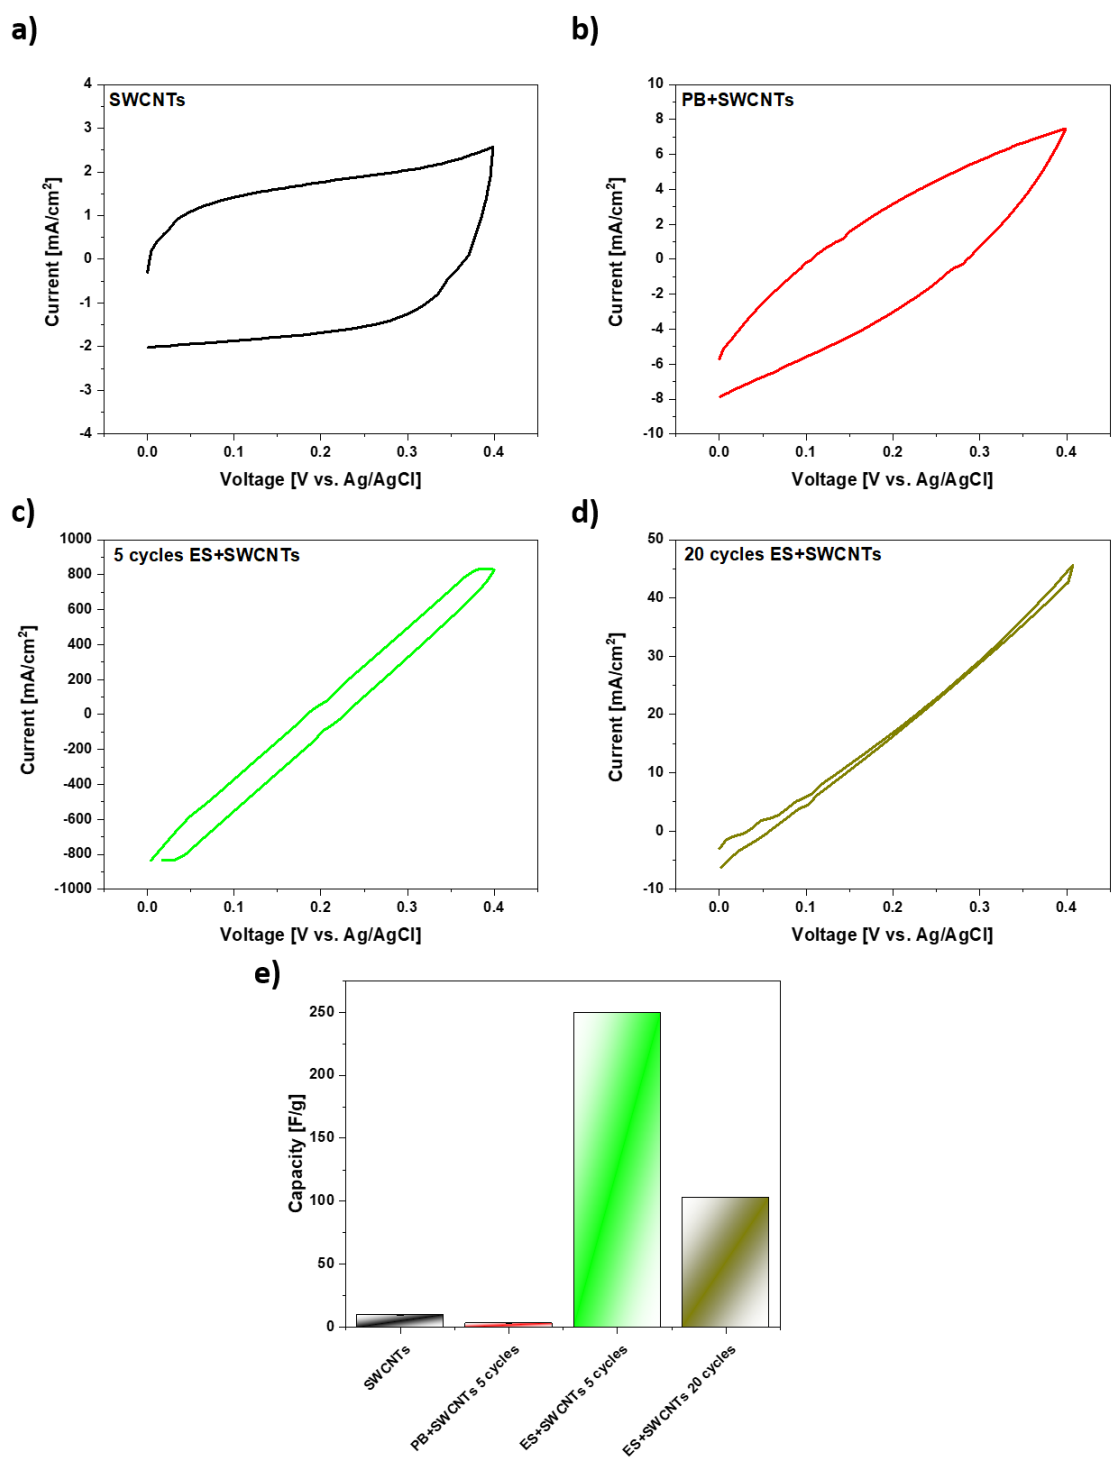 a)
SWCNTs
4
3
2
1
0
-1
-2
-3
-4
Current [mA/cm²]
0.0 0.1 0.2 0.3 0.4
Voltage [V vs. Ag/AgCl]
b)
PB+SWCNTs
10
8
6
4
2
0
-2
-4
-6
-8
-10
Current [mA/cm²]
0.0 0.1 0.2 0.3 0.4
Voltage [V vs. Ag/AgCl]
c)
5 cycles ES+SWCNTs
1000
800
600
400
200
0
-200
-400
-600
-800
-1000
Current [mA/cm²]
0.0 0.1 0.2 0.3 0.4
Voltage [V vs. Ag/AgCl]
d)
20 cycles ES+SWCNTs
50
40
30
20
10
0
-10
Current [mA/cm²]
0.0 0.1 0.2 0.3 0.4
Voltage [V vs. Ag/AgCl]
e)
250
200
150
100
50
0
Capacity [F/g]
SWCNTs
PB+SWCNTs 5 cycles
ES+SWCNTs 5 cycles
ES+SWCNTs 20 cycles